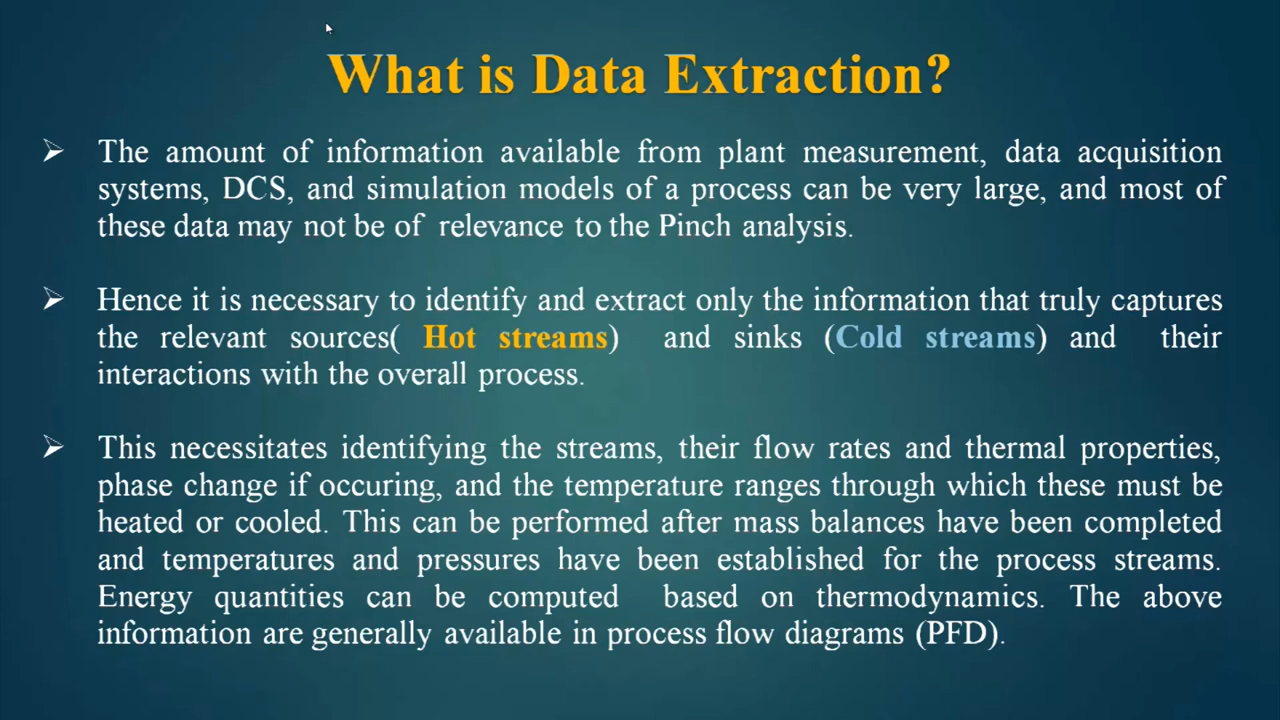 What is Data Extraction?
➢ The amount of information available from plant measurement, data acquisition
systems, DCS, and simulation models of a process can be very large, and most of
these data may not be of relevance to the Pinch analysis.
➢ Hence it is necessary to identify and extract only the information that truly captures
the relevant sources( Hot streams) and sinks (Cold streams) and their
interactions with the overall process.
➢ This necessitates identifying the streams, their flow rates and thermal properties,
phase change if occuring, and the temperature ranges through which these must be
heated or cooled. This can be performed after mass balances have been completed
and temperatures and pressures have been established for the process streams.
Energy quantities can be computed based on thermodynamics. The above
information are generally available in process flow diagrams (PFD).